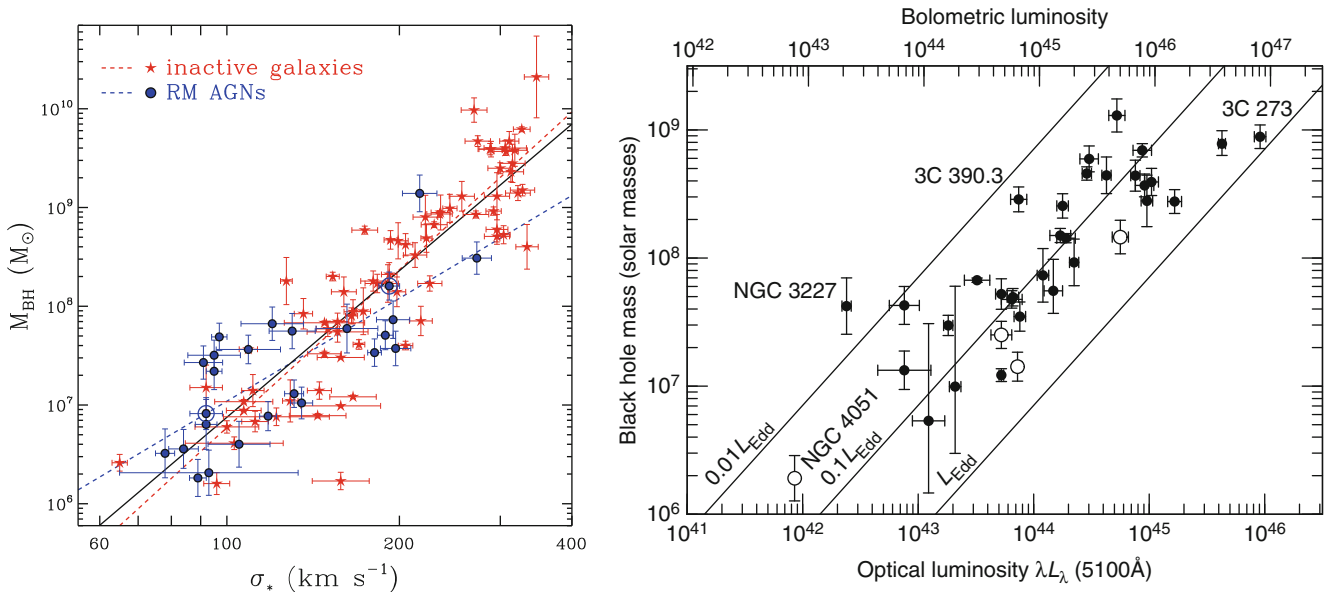 inactive galaxies
RM AGNs
M_BH (M_☉)
10^10
10^9
10^8
10^7
10^6
60
100
200
400
σ_* (km s^−1)
Bolometric luminosity
10^42
10^43
10^44
10^45
10^46
10^47
Black hole mass (solar masses)
10^9
10^8
10^7
10^6
3C 273
3C 390.3
NGC 3227
NGC 4051
0.01L_Edd
0.1L_Edd
L_Edd
10^41
10^42
10^43
10^44
10^45
10^46
Optical luminosity λL_λ (5100Å)